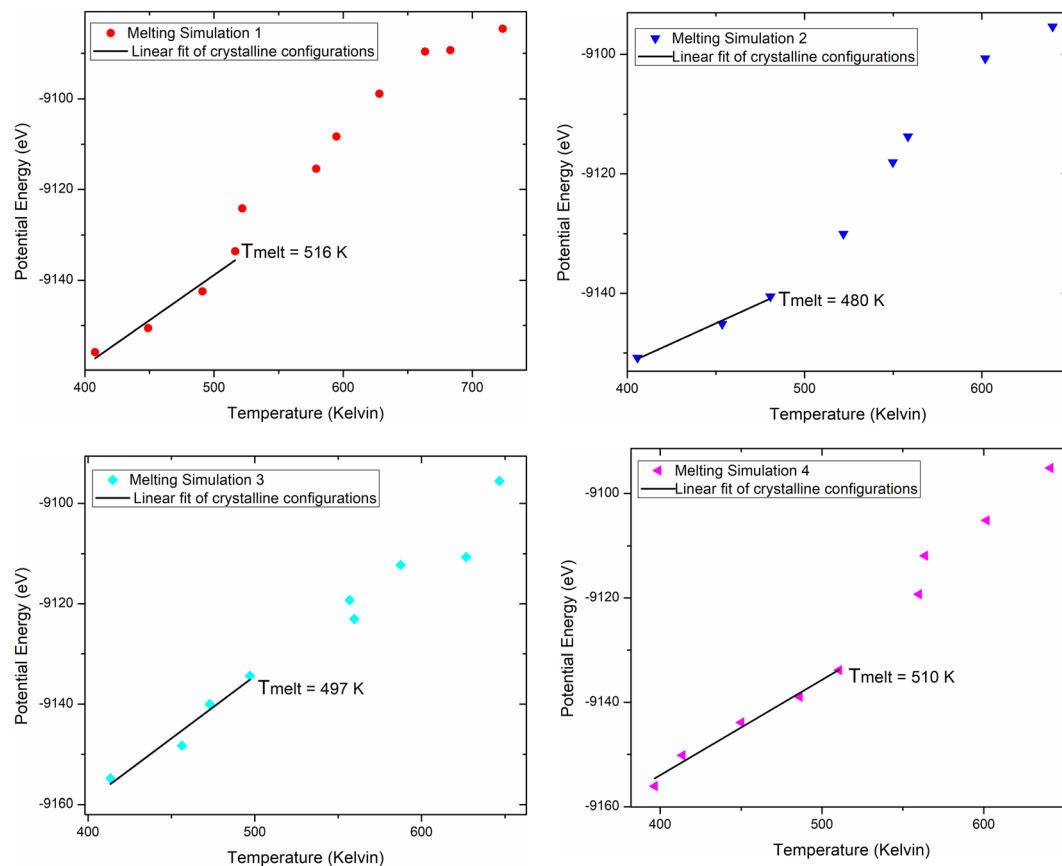 Melting Simulation 1
Linear fit of crystalline configurations
-9100
-9120
-9140
Potential Energy (eV)
Tmelt = 516 K
400 500 600 700
Temperature (Kelvin)
Melting Simulation 2
Linear fit of crystalline configurations
-9100
-9120
-9140
Potential Energy (eV)
Tmelt = 480 K
400 500 600
Temperature (Kelvin)
Melting Simulation 3
Linear fit of crystalline configurations
-9100
-9120
-9140
-9160
Potential Energy (eV)
Tmelt = 497 K
400 500 600
Temperature (Kelvin)
Melting Simulation 4
Linear fit of crystalline configurations
-9100
-9120
-9140
-9160
Potential Energy (eV)
Tmelt = 510 K
400 500 600
Temperature (Kelvin)